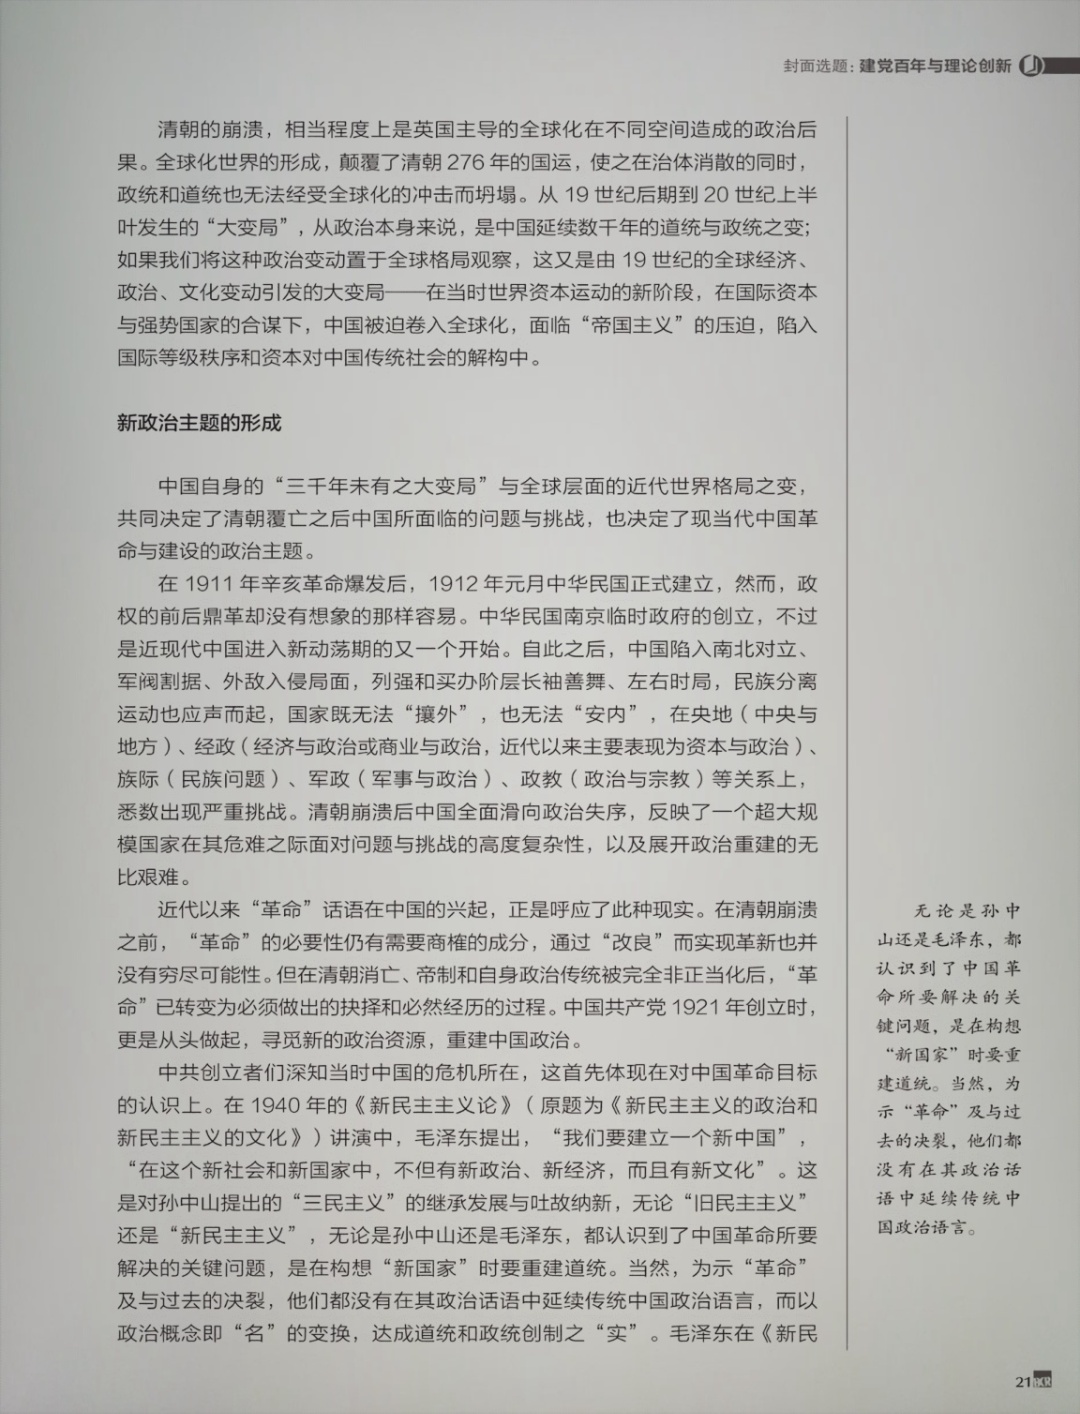 封面选题：建党百年与理论创新
清朝的崩溃，相当程度上是英国主导的全球化在不同空间造成的政治后
果。全球化世界的形成，颠覆了清朝 276 年的国运，使之在治体消散的同时，
政统和道统也无法经受全球化的冲击而坍塌。从 19 世纪后期到 20 世纪上半
叶发生的“大变局”，从政治本身来说，是中国延续数千年的道统与政统之变；
如果我们将这种政治变动置于全球格局观察，这又是由 19 世纪的全球经济、
政治、文化变动引发的大变局——在当时世界资本运动的新阶段，在国际资本
与强势国家的合谋下，中国被迫卷入全球化，面临“帝国主义”的压迫，陷入
国际等级秩序和资本对中国传统社会的解构中。
新政治主题的形成
中国自身的“三千年未有之大变局”与全球层面的近代世界格局之变，
共同决定了清朝覆亡之后中国所面临的问题与挑战，也决定了现当代中国革
命与建设的政治主题。
在 1911 年辛亥革命爆发后，1912 年元月中华民国正式建立，然而，政
权的前后鼎革却没有想象的那样容易。中华民国南京临时政府的创立，不过
是近现代中国进入新动荡期的又一个开始。自此之后，中国陷入南北对立、
军阀割据、外敌入侵局面，列强和买办阶层长袖善舞、左右时局，民族分离
运动也应声而起，国家既无法“攘外”，也无法“安内”，在央地（中央与
地方）、经政（经济与政治或商业与政治，近代以来主要表现为资本与政治）、
族际（民族问题）、军政（军事与政治）、政教（政治与宗教）等关系上，
悉数出现严重挑战。清朝崩溃后中国全面滑向政治失序，反映了一个超大规
模国家在其危难之际面对问题与挑战的高度复杂性，以及展开政治重建的无
比艰难。
近代以来“革命”话语在中国的兴起，正是呼应了此种现实。在清朝崩溃
之前，“革命”的必要性仍有需要商榷的成分，通过“改良”而实现革新也并
没有穷尽可能性。但在清朝消亡、帝制和自身政治传统被完全非正当化后，“革
命”已转变为必须做出的抉择和必然经历的过程。中国共产党 1921 年创立时，
更是从头做起，寻觅新的政治资源，重建中国政治。
中共创立者们深知当时中国的危机所在，这首先体现在对中国革命目标
的认识上。在 1940 年的《新民主主义论》（原题为《新民主主义的政治和
新民主主义的文化》）讲演中，毛泽东提出，“我们要建立一个新中国”，
“在这个新社会和新国家中，不但有新政治、新经济，而且有新文化”。这
是对孙中山提出的“三民主义”的继承发展与吐故纳新，无论“旧民主主义”
还是“新民主主义”，无论是孙中山还是毛泽东，都认识到了中国革命所要
解决的关键问题，是在构想“新国家”时要重建道统。当然，为示“革命”
及与过去的决裂，他们都没有在其政治话语中延续传统中国政治语言，而以
政治概念即“名”的变换，达成道统和政统创制之“实”。毛泽东在《新民
无论是孙中
山还是毛泽东，都
认识到了中国革
命所要解决的关
键问题，是在构想
“新国家”时要重
建道统。当然，为
示“革命”及与过
去的决裂，他们都
没有在其政治话
语中延续传统中
国政治语言。
21